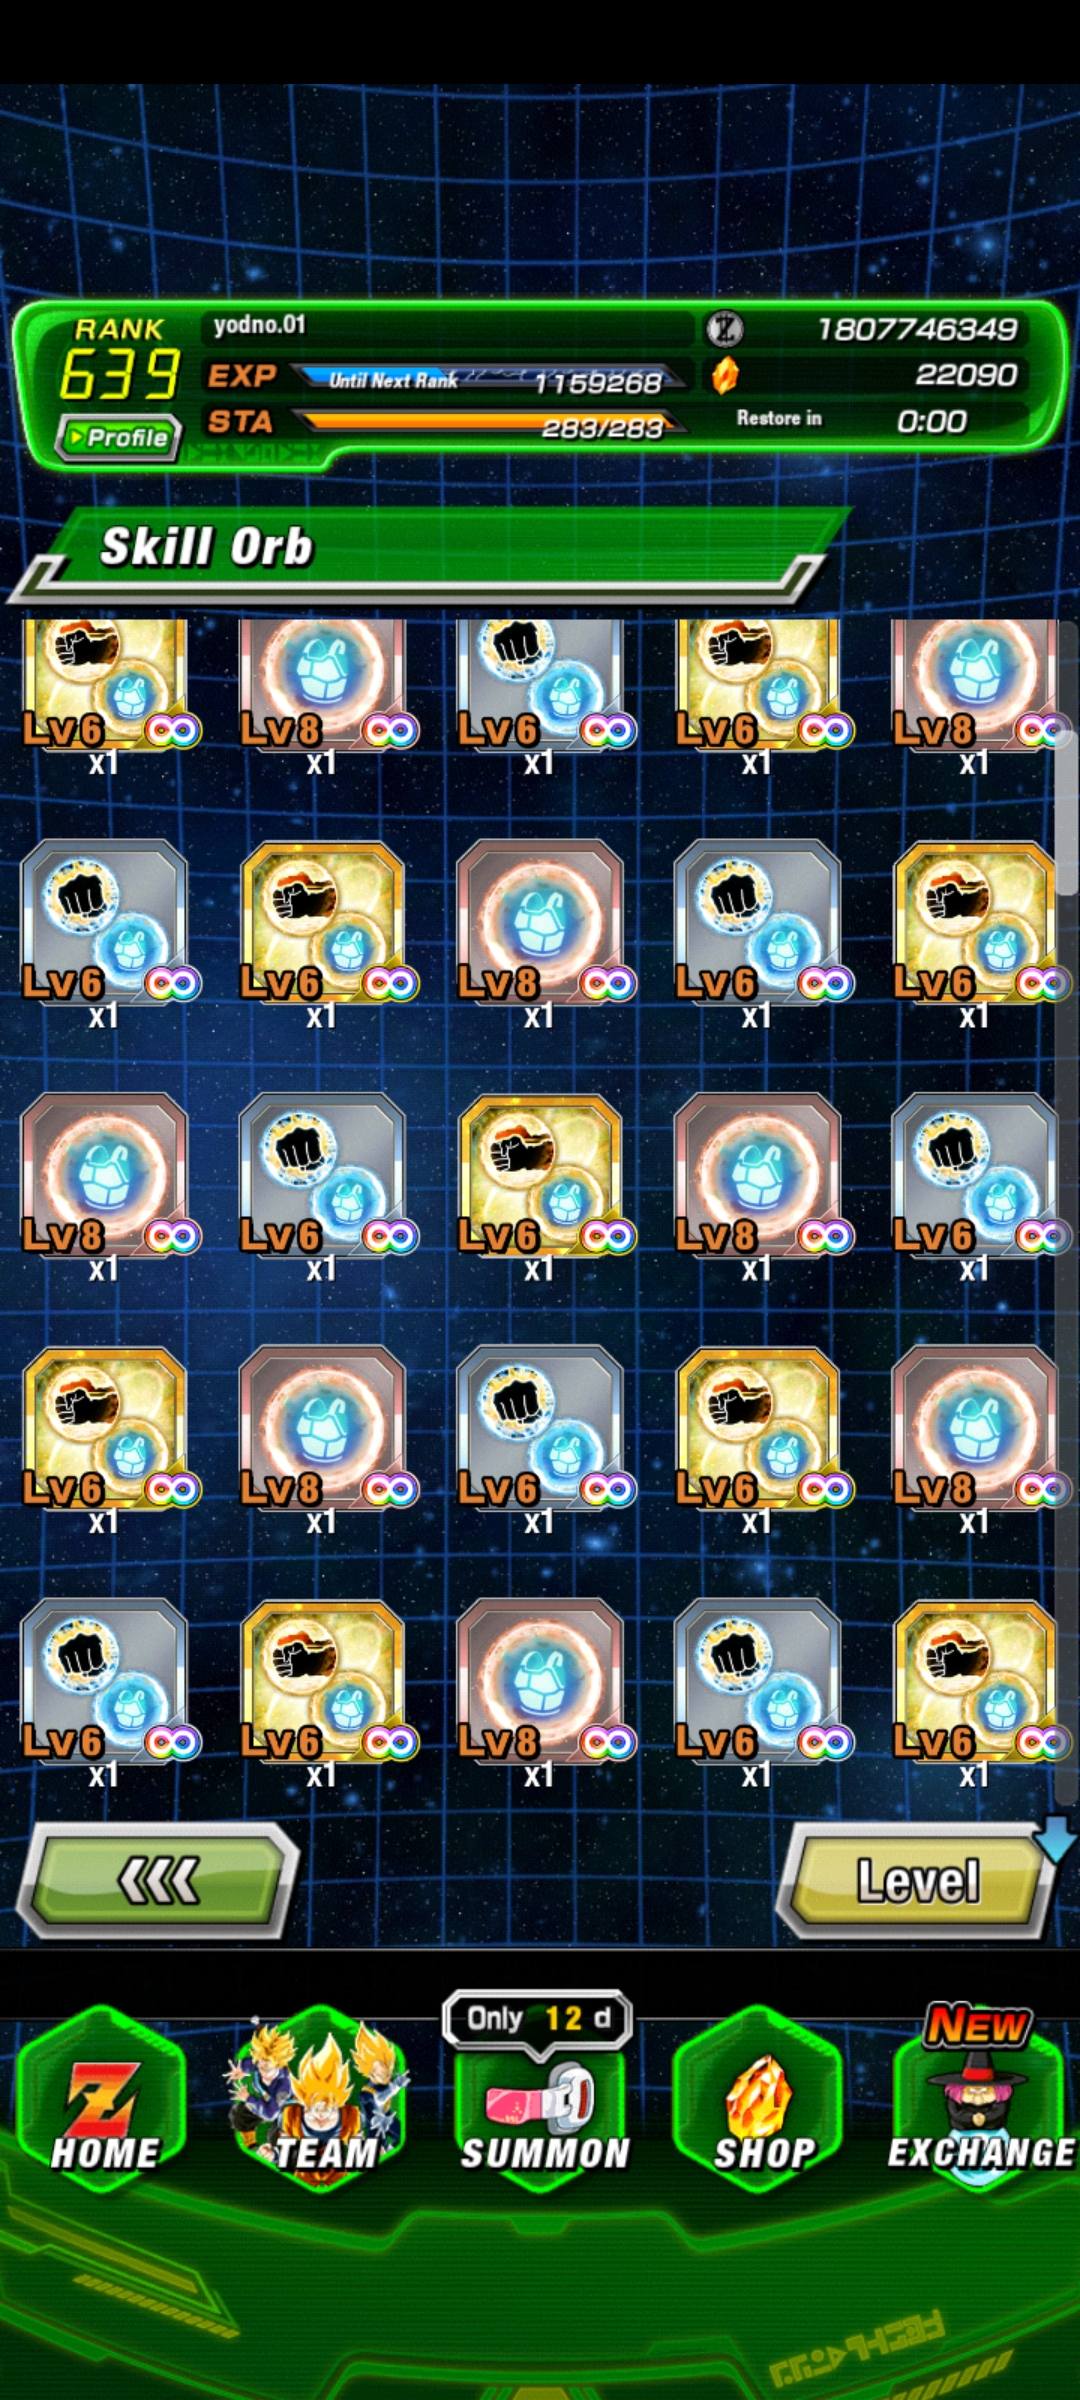 RANK
639
yodno.01
1807746349
EXP
Until Next Rank
1159268
22090
STA
283/283
Restore in
0:00
Profile
Skill Orb
Lv6 Lv8 Lv6 Lv6 Lv8
x1 x1 x1 x1 x1
Lv6 Lv6 Lv8 Lv6 Lv6
x1 x1 x1 x1 x1
Lv8 Lv6 Lv6 Lv8 Lv6
x1 x1 x1 x1 x1
Lv6 Lv8 Lv6 Lv6 Lv8
x1 x1 x1 x1 x1
Lv6 Lv6 Lv8 Lv6 Lv6
x1 x1 x1 x1 x1
Level
Only 12 d
NEW
HOME
TEAM
SUMMON
SHOP
EXCHANGE